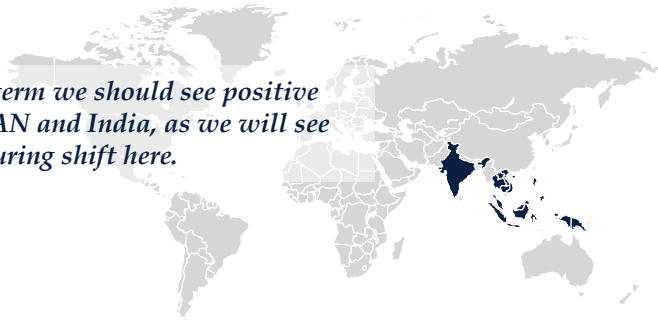 term we should see positive
AN and India, as we will see
uring shift here.